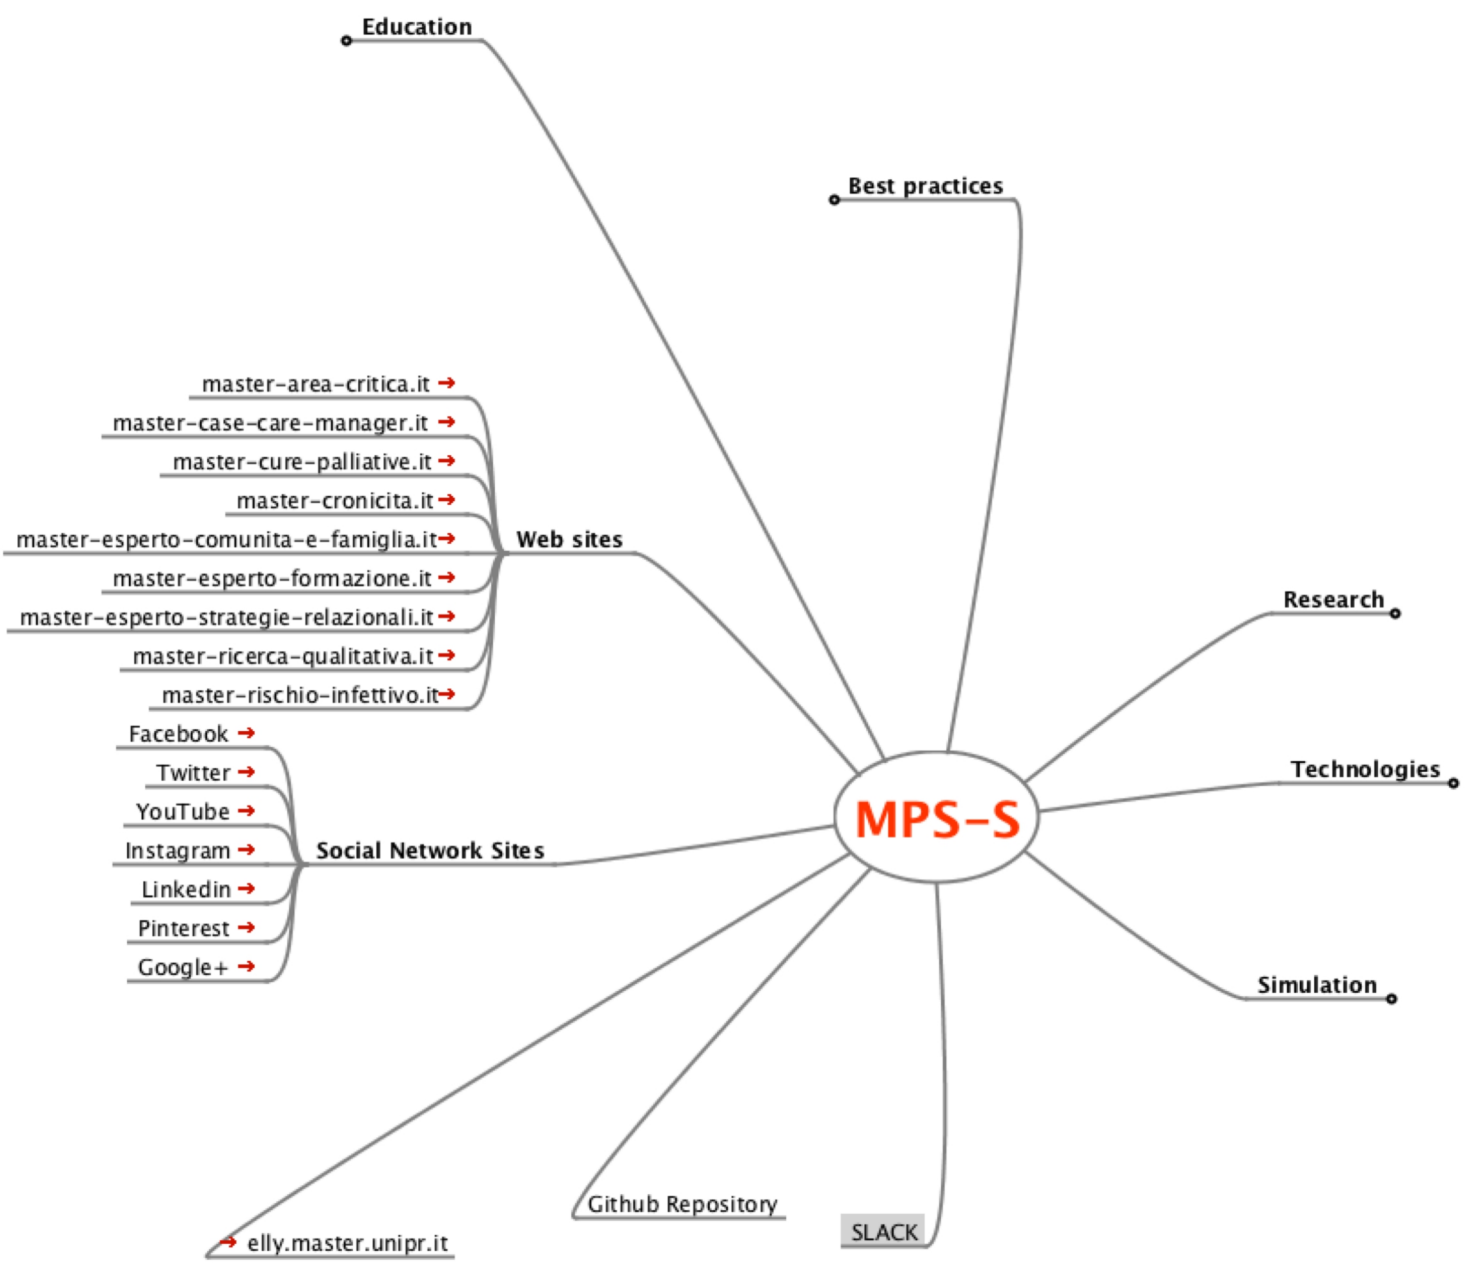 Education
Best practices
master-area-critica.it
master-case-care-manager.it
master-cure-palliative.it
master-cronicita.it
master-esperto-comunita-e-famiglia.it
Web sites
master-esperto-formazione.it
master-esperto-strategie-relazionali.it
master-ricerca-qualitativa.it
master-rischio-infettivo.it
Research
Technologies
MPS-S
Facebook
Twitter
YouTube
Instagram
Social Network Sites
Linkedin
Pinterest
Google+
Simulation
Github Repository
SLACK
elly.master.unipr.it